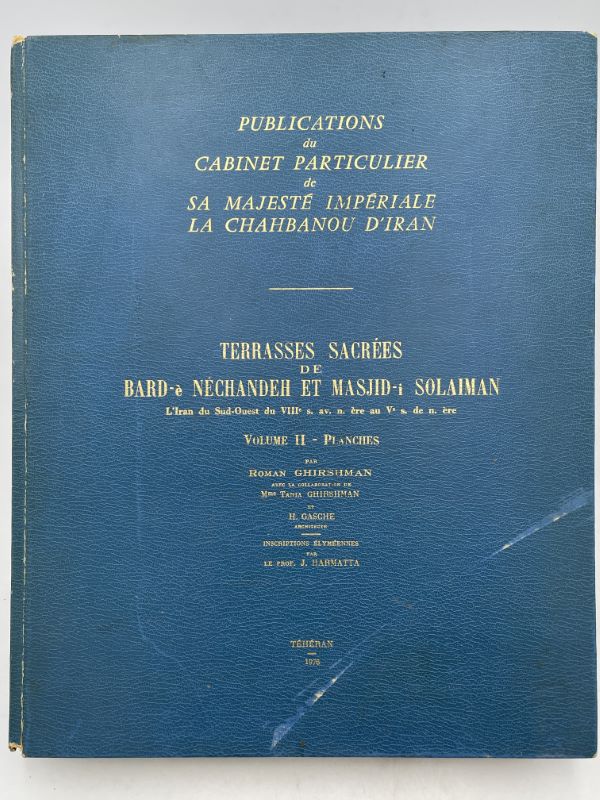 PUBLICATIONS
du
CABINET PARTICULIER
de
SA MAJESTÉ IMPÉRIALE
LA CHAHBANOU D'IRAN
TERRASSES SACRÉES
DE
BARD-è NÉCHANDEH ET MASJID-i SOLAIMAN
L'Iran du Sud-Ouest du VIIIe s. av. n. ère au Ve s. de n. ère
VOLUME II - PLANCHES
PAR
ROMAN GHIRSHMAN
AVEC LA COLLABORATION DE
Mme TANIA GHIRSHMAN
ET
H. GASCHE
ARCHITECTE
INSCRIPTIONS ÉLYMÉENNES
PAR
LE PROF. J. HARMATTA
TÉHÉRAN
1976